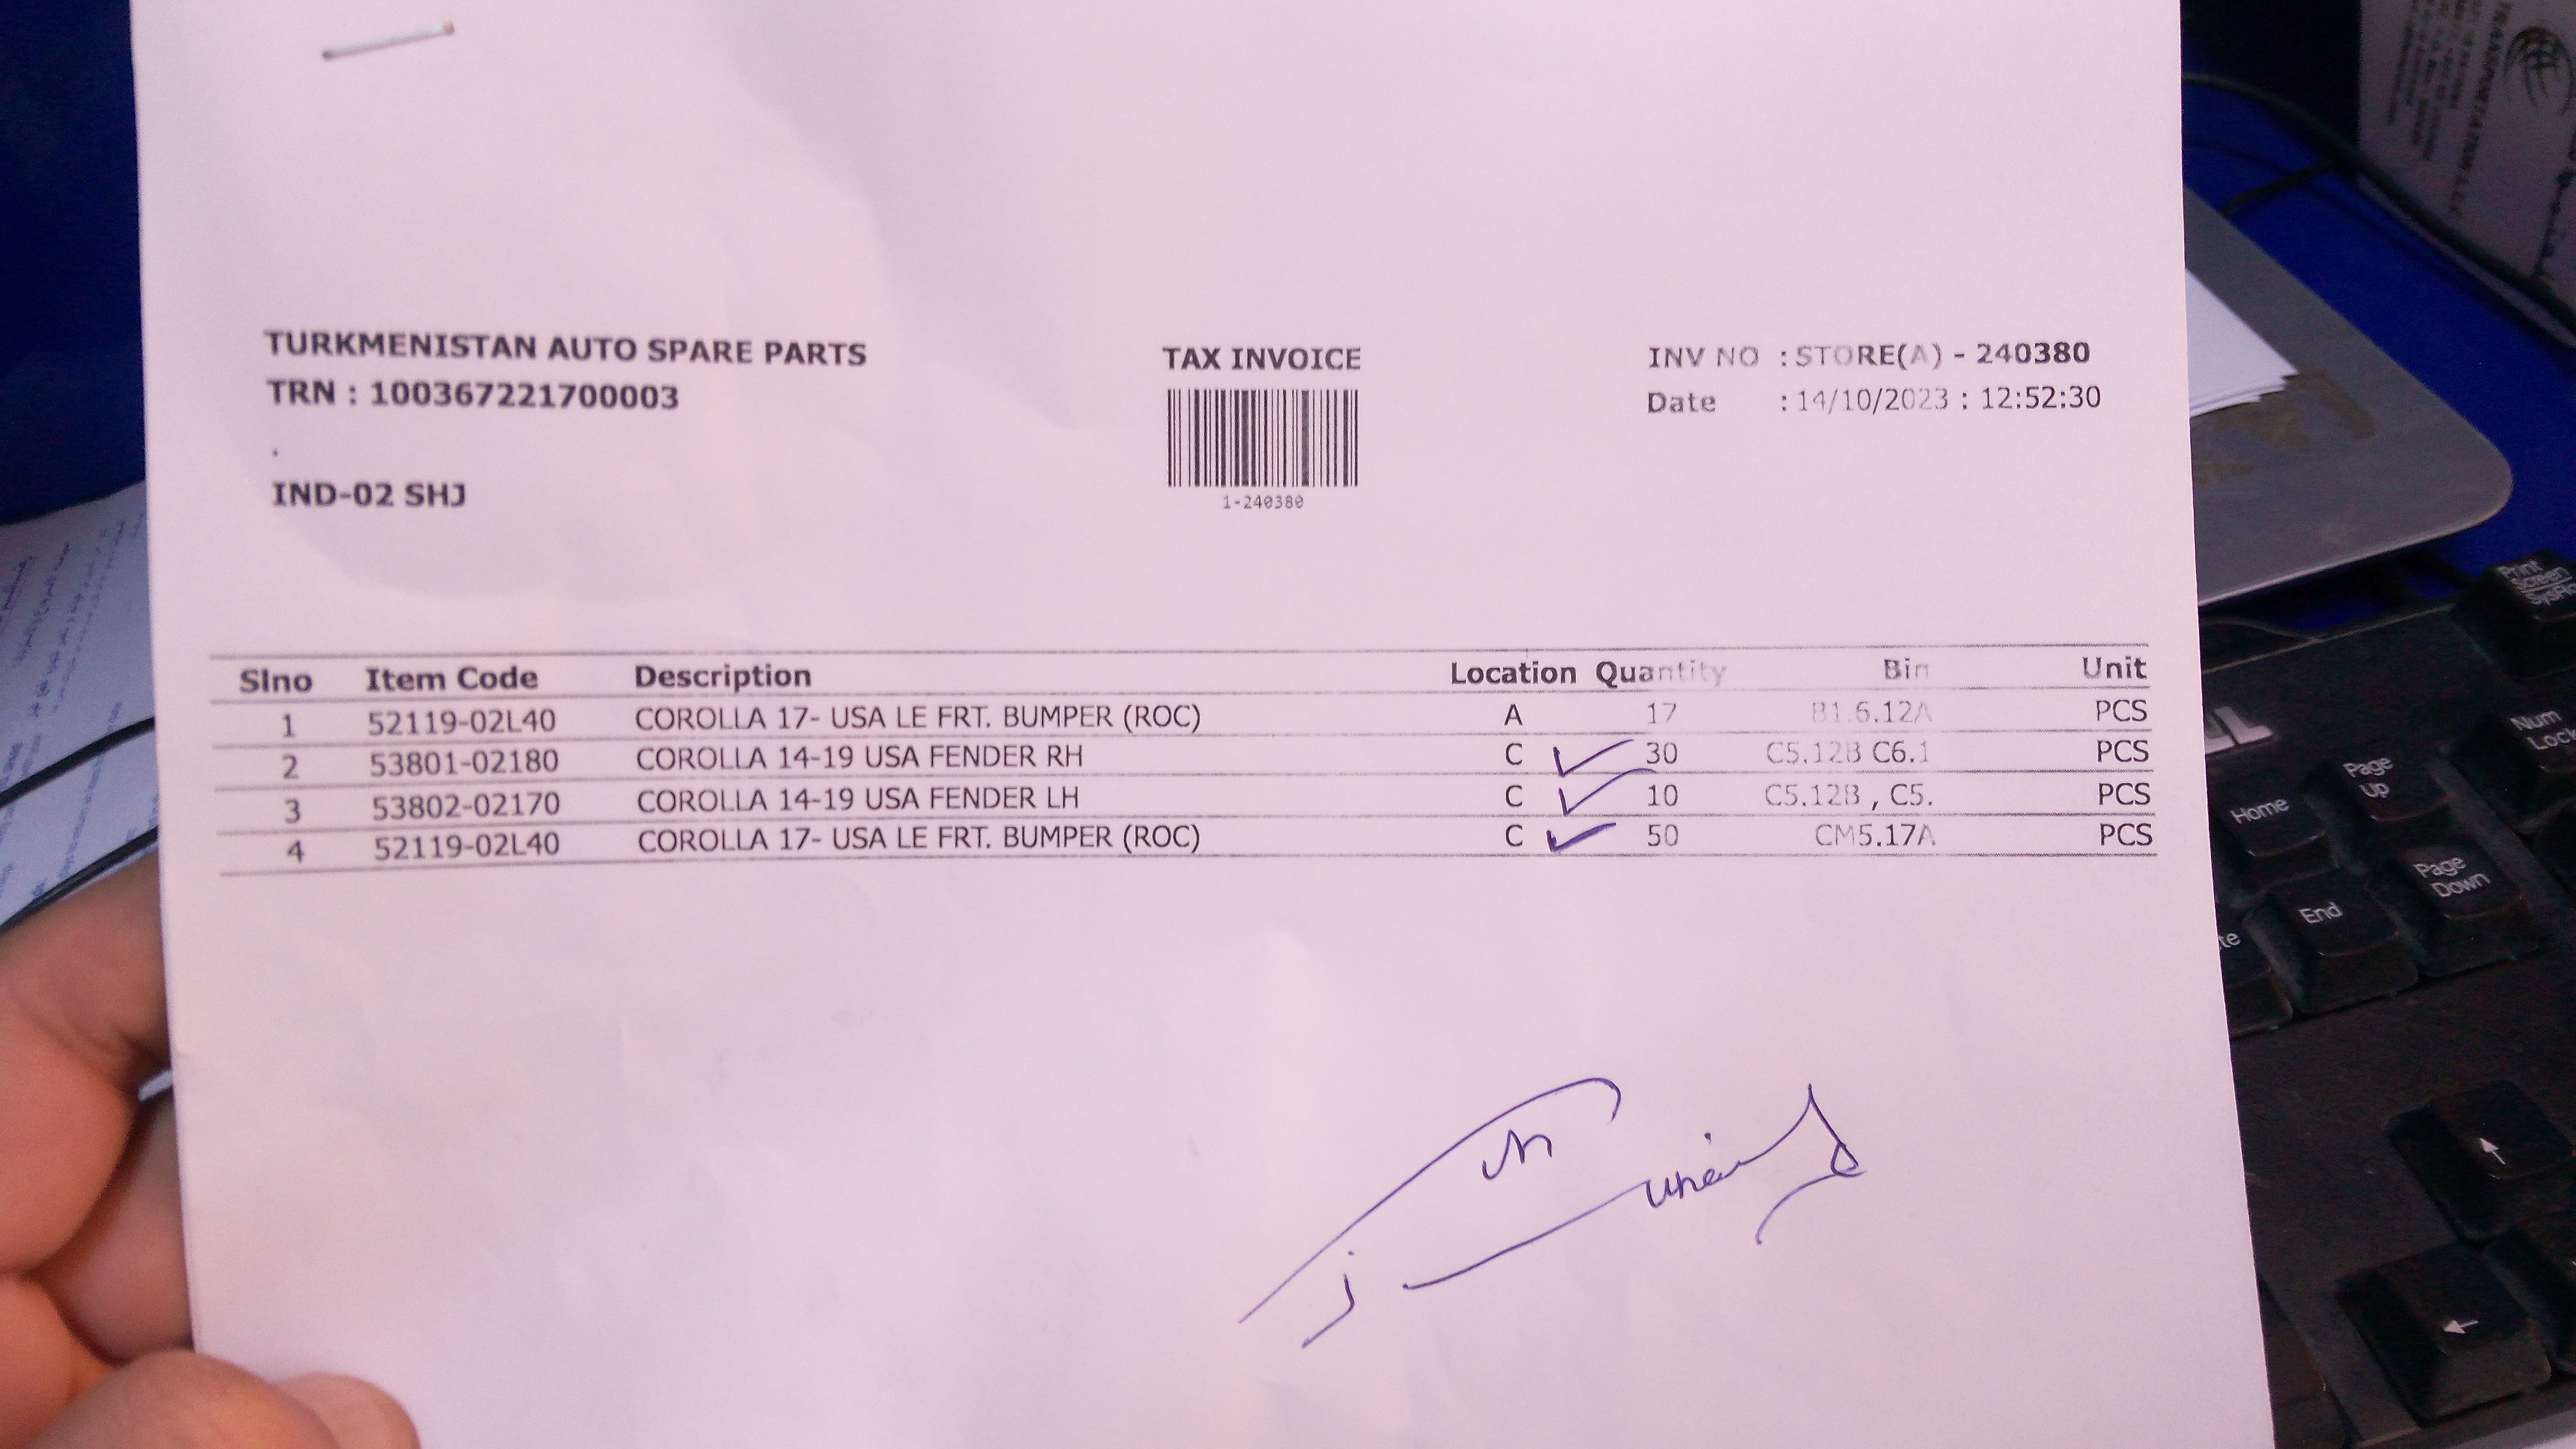 TURKMENISTAN AUTO SPARE PARTS
TRN : 100367221700003
.
IND-02 SHJ
TAX INVOICE
1-240380
INV NO : STORE(A) - 240380
Date : 14/10/2023 : 12:52:30
Slno Item Code Description Location Quantity Bin Unit
1 52119-02L40 COROLLA 17- USA LE FRT. BUMPER (ROC) A 17 B1.6.12A PCS
2 53801-02180 COROLLA 14-19 USA FENDER RH C 30 C5.12B C6.1 PCS
3 53802-02170 COROLLA 14-19 USA FENDER LH C 10 C5.12B , C5. PCS
4 52119-02L40 COROLLA 17- USA LE FRT. BUMPER (ROC) C 50 CM5.17A PCS
TRANSPORTATION L.L.C
Print
Screen
Num
Lock
Page
Up
Home
Page
Down
End